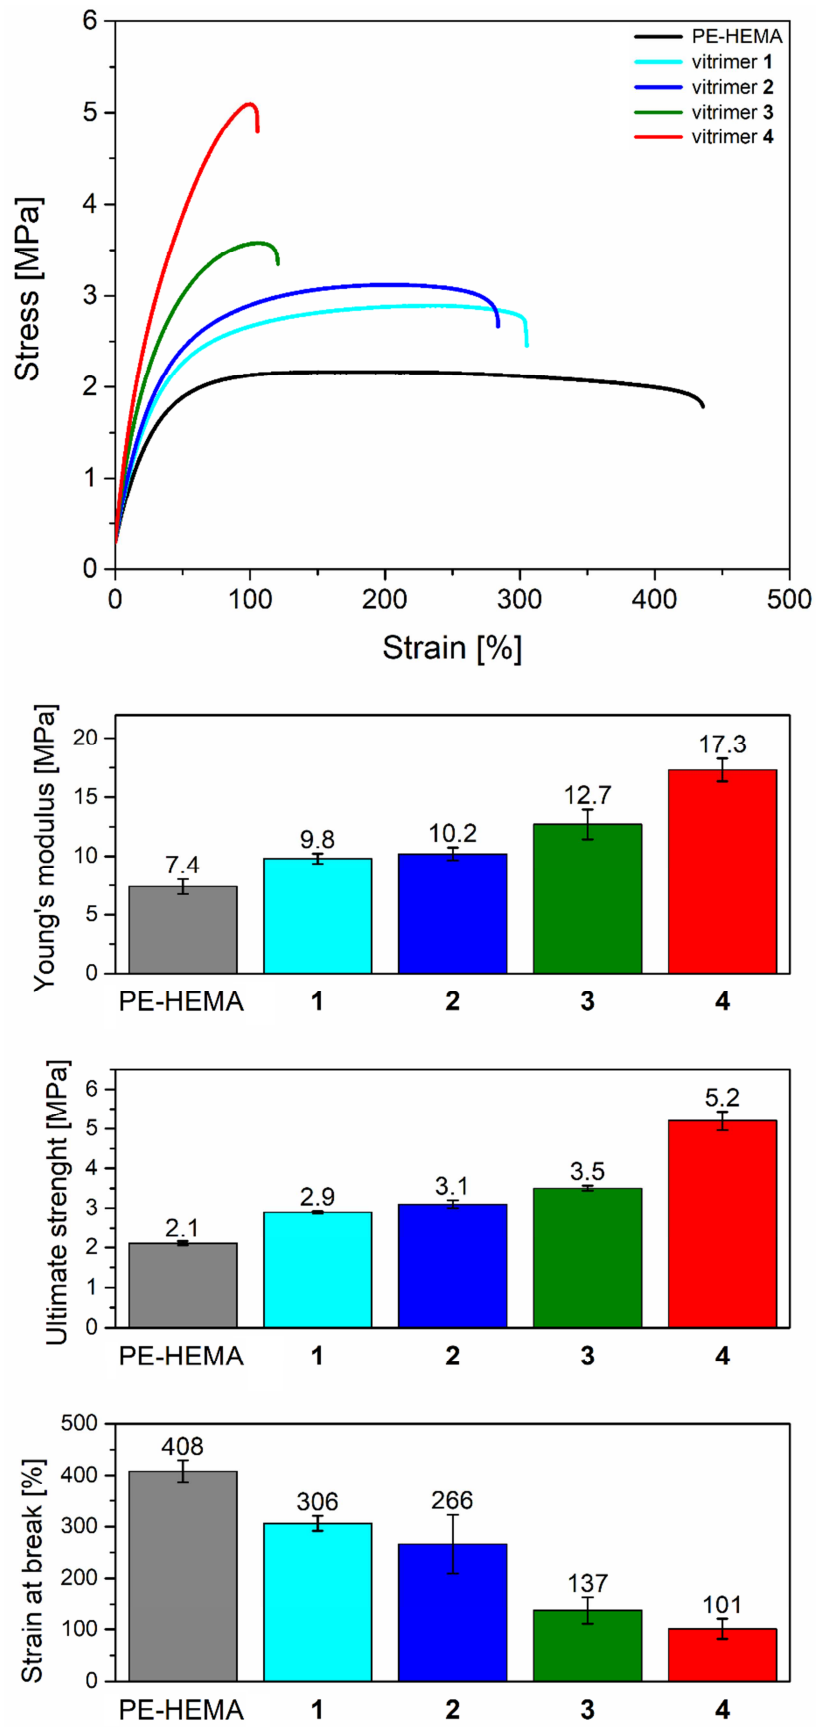 6
5
4
3
2
1
0
Stress [MPa]
PE-HEMA
vitrimer 1
vitrimer 2
vitrimer 3
vitrimer 4
0 100 200 300 400 500
Strain [%]
Young's modulus [MPa]
20
15
10
5
0
7.4 9.8 10.2 12.7 17.3
PE-HEMA 1 2 3 4
Ultimate strenght [MPa]
6
5
4
3
2
1
0
2.1 2.9 3.1 3.5 5.2
PE-HEMA 1 2 3 4
Strain at break [%]
500
400
300
200
100
0
408 306 266 137 101
PE-HEMA 1 2 3 4